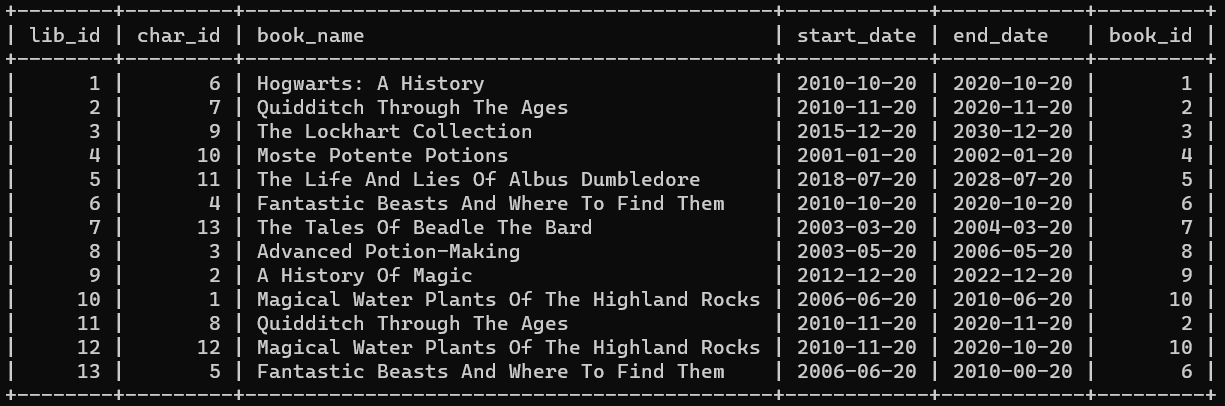 +--------+---------+--------------------------------------------+------------+------------+---------+
| lib_id | char_id | book_name                                  | start_date | end_date   | book_id |
+--------+---------+--------------------------------------------+------------+------------+---------+
|      1 |       6 | Hogwarts: A History                        | 2010-10-20 | 2020-10-20 |       1 |
|      2 |       7 | Quidditch Through The Ages                 | 2010-11-20 | 2020-11-20 |       2 |
|      3 |       9 | The Lockhart Collection                    | 2015-12-20 | 2030-12-20 |       3 |
|      4 |      10 | Moste Potente Potions                      | 2001-01-20 | 2002-01-20 |       4 |
|      5 |      11 | The Life And Lies Of Albus Dumbledore      | 2018-07-20 | 2028-07-20 |       5 |
|      6 |       4 | Fantastic Beasts And Where To Find Them    | 2010-10-20 | 2020-10-20 |       6 |
|      7 |      13 | The Tales Of Beadle The Bard               | 2003-03-20 | 2004-03-20 |       7 |
|      8 |       3 | Advanced Potion-Making                     | 2003-05-20 | 2006-05-20 |       8 |
|      9 |       2 | A History Of Magic                         | 2012-12-20 | 2022-12-20 |       9 |
|     10 |       1 | Magical Water Plants Of The Highland Rocks | 2006-06-20 | 2010-06-20 |      10 |
|     11 |       8 | Quidditch Through The Ages                 | 2010-11-20 | 2020-11-20 |       2 |
|     12 |      12 | Magical Water Plants Of The Highland Rocks | 2010-11-20 | 2020-10-20 |      10 |
|     13 |       5 | Fantastic Beasts And Where To Find Them    | 2006-06-20 | 2010-00-20 |       6 |
+--------+---------+--------------------------------------------+------------+------------+---------+